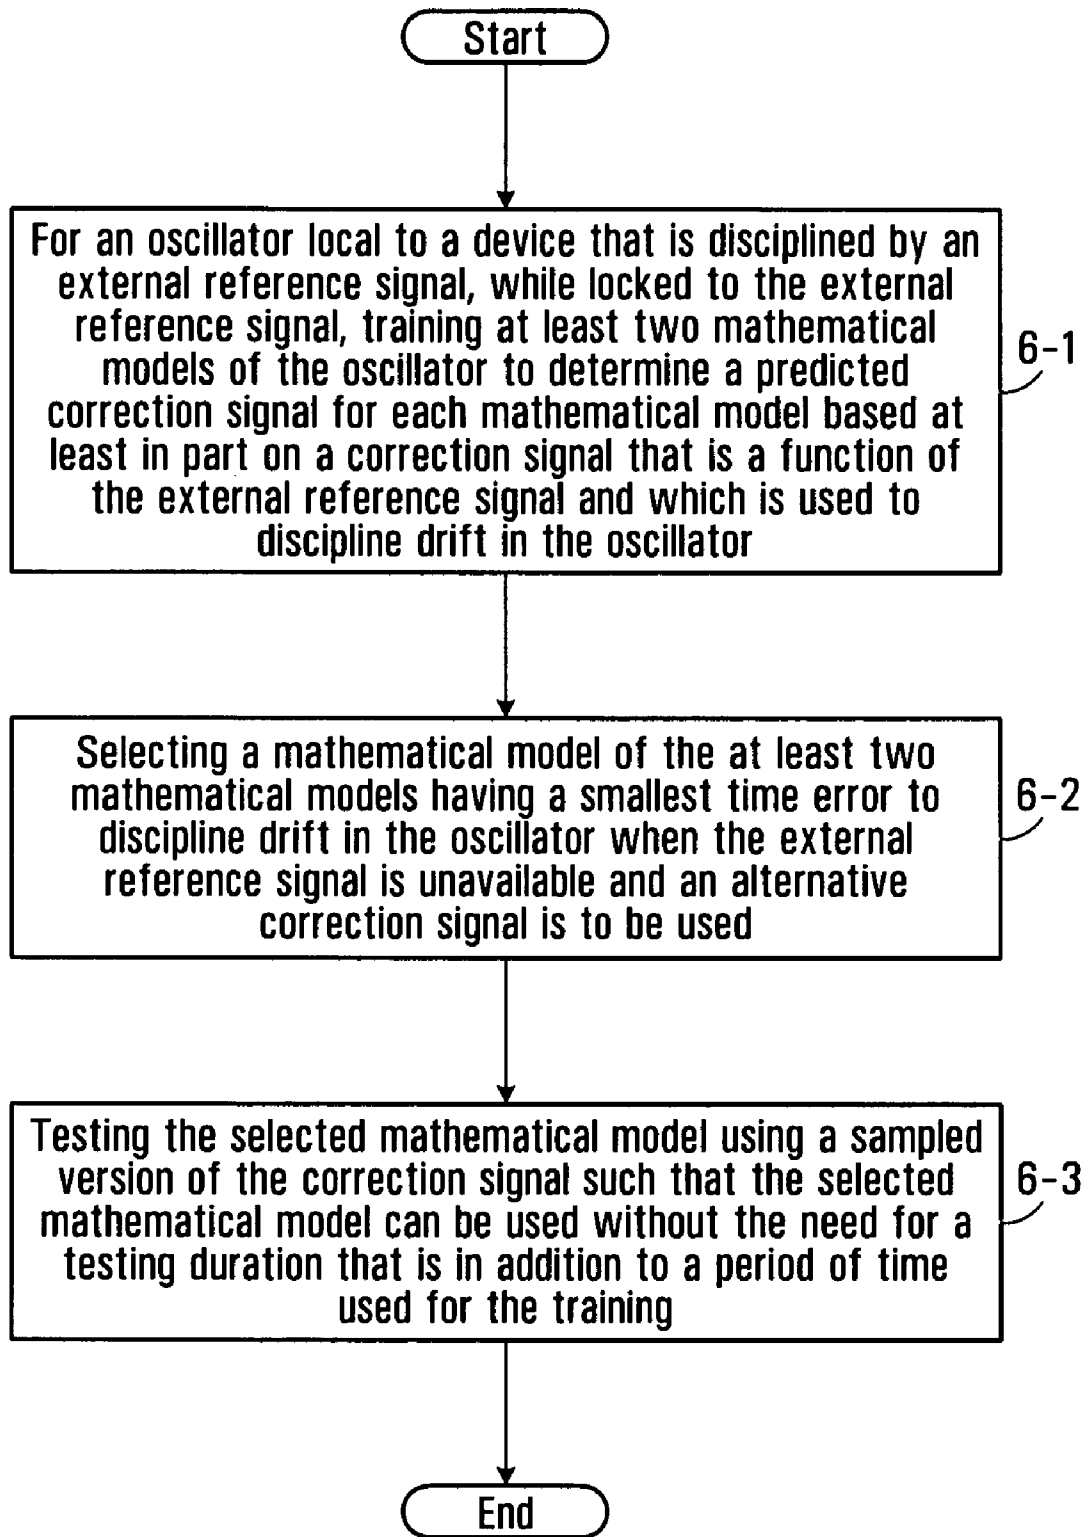 Start
For an oscillator local to a device that is disciplined by an
external reference signal, while locked to the external
reference signal, training at least two mathematical
models of the oscillator to determine a predicted
correction signal for each mathematical model based at
least in part on a correction signal that is a function of
the external reference signal and which is used to
discipline drift in the oscillator
6-1
Selecting a mathematical model of the at least two
mathematical models having a smallest time error to
discipline drift in the oscillator when the external
reference signal is unavailable and an alternative
correction signal is to be used
6-2
Testing the selected mathematical model using a sampled
version of the correction signal such that the selected
mathematical model can be used without the need for a
testing duration that is in addition to a period of time
used for the training
6-3
End